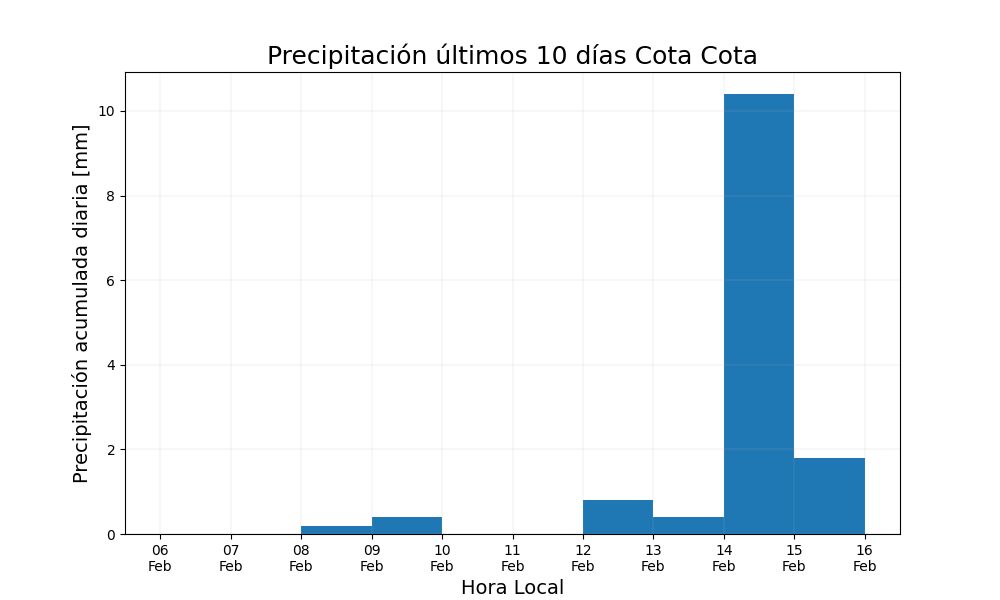 Precipitación últimos 10 días Cota Cota
Precipitación acumulada diaria [mm]
10
8
6
4
2
0
06 07 08 09 10 11 12 13 14 15 16
Feb Feb Feb Feb Feb Feb Feb Feb Feb Feb Feb
Hora Local